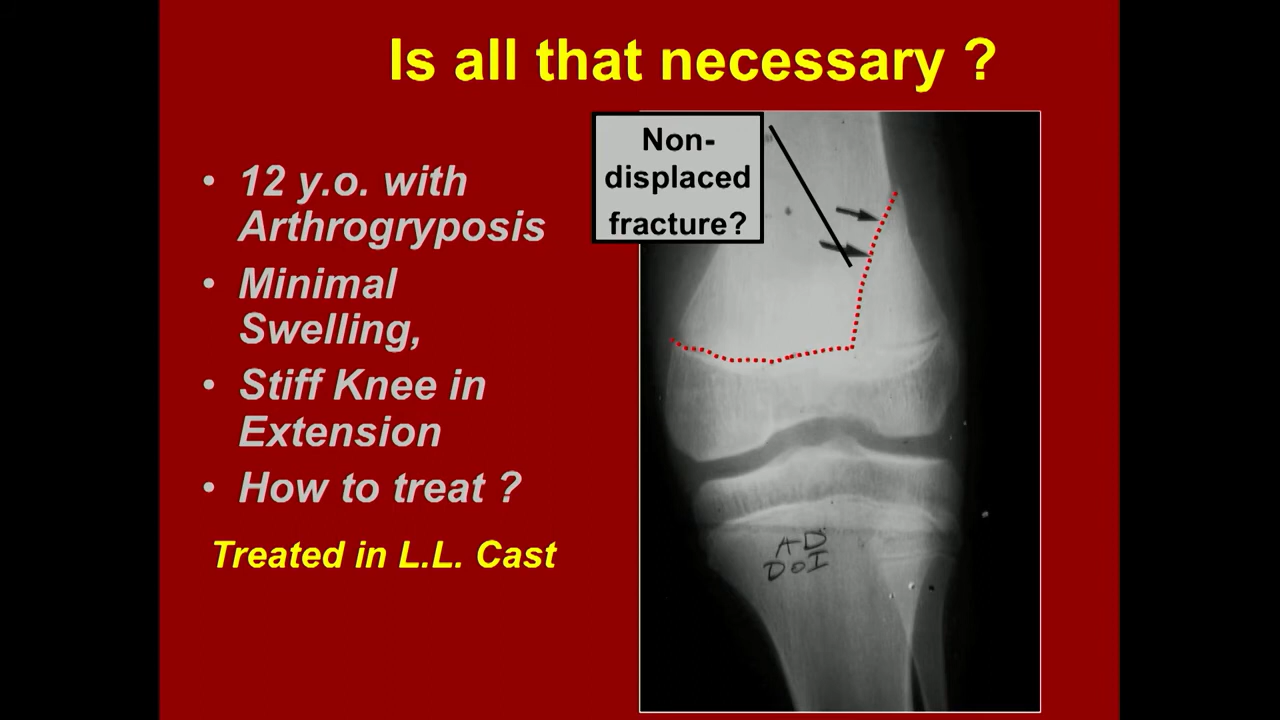 Is all that necessary ?
• 12 y.o. with
Arthrogryposis
• Minimal
Swelling,
• Stiff Knee in
Extension
• How to treat ?
Treated in L.L. Cast
Non-
displaced
fracture?
AD
DOI